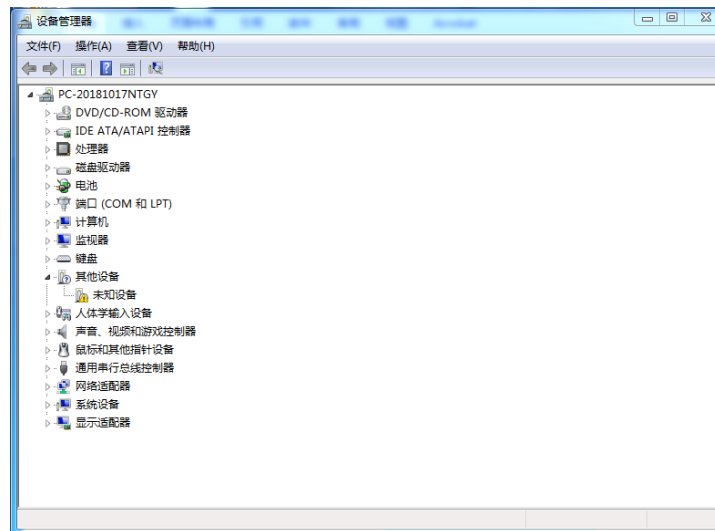 设备管理器
文件(F) 操作(A) 查看(V) 帮助(H)
PC-20181017NTGY
DVD/CD-ROM 驱动器
IDE ATA/ATAPI 控制器
处理器
磁盘驱动器
电池
端口 (COM 和 LPT)
计算机
监视器
键盘
其他设备
未知设备
人体学输入设备
声音、视频和游戏控制器
鼠标和其他指针设备
通用串行总线控制器
网络适配器
系统设备
显示适配器